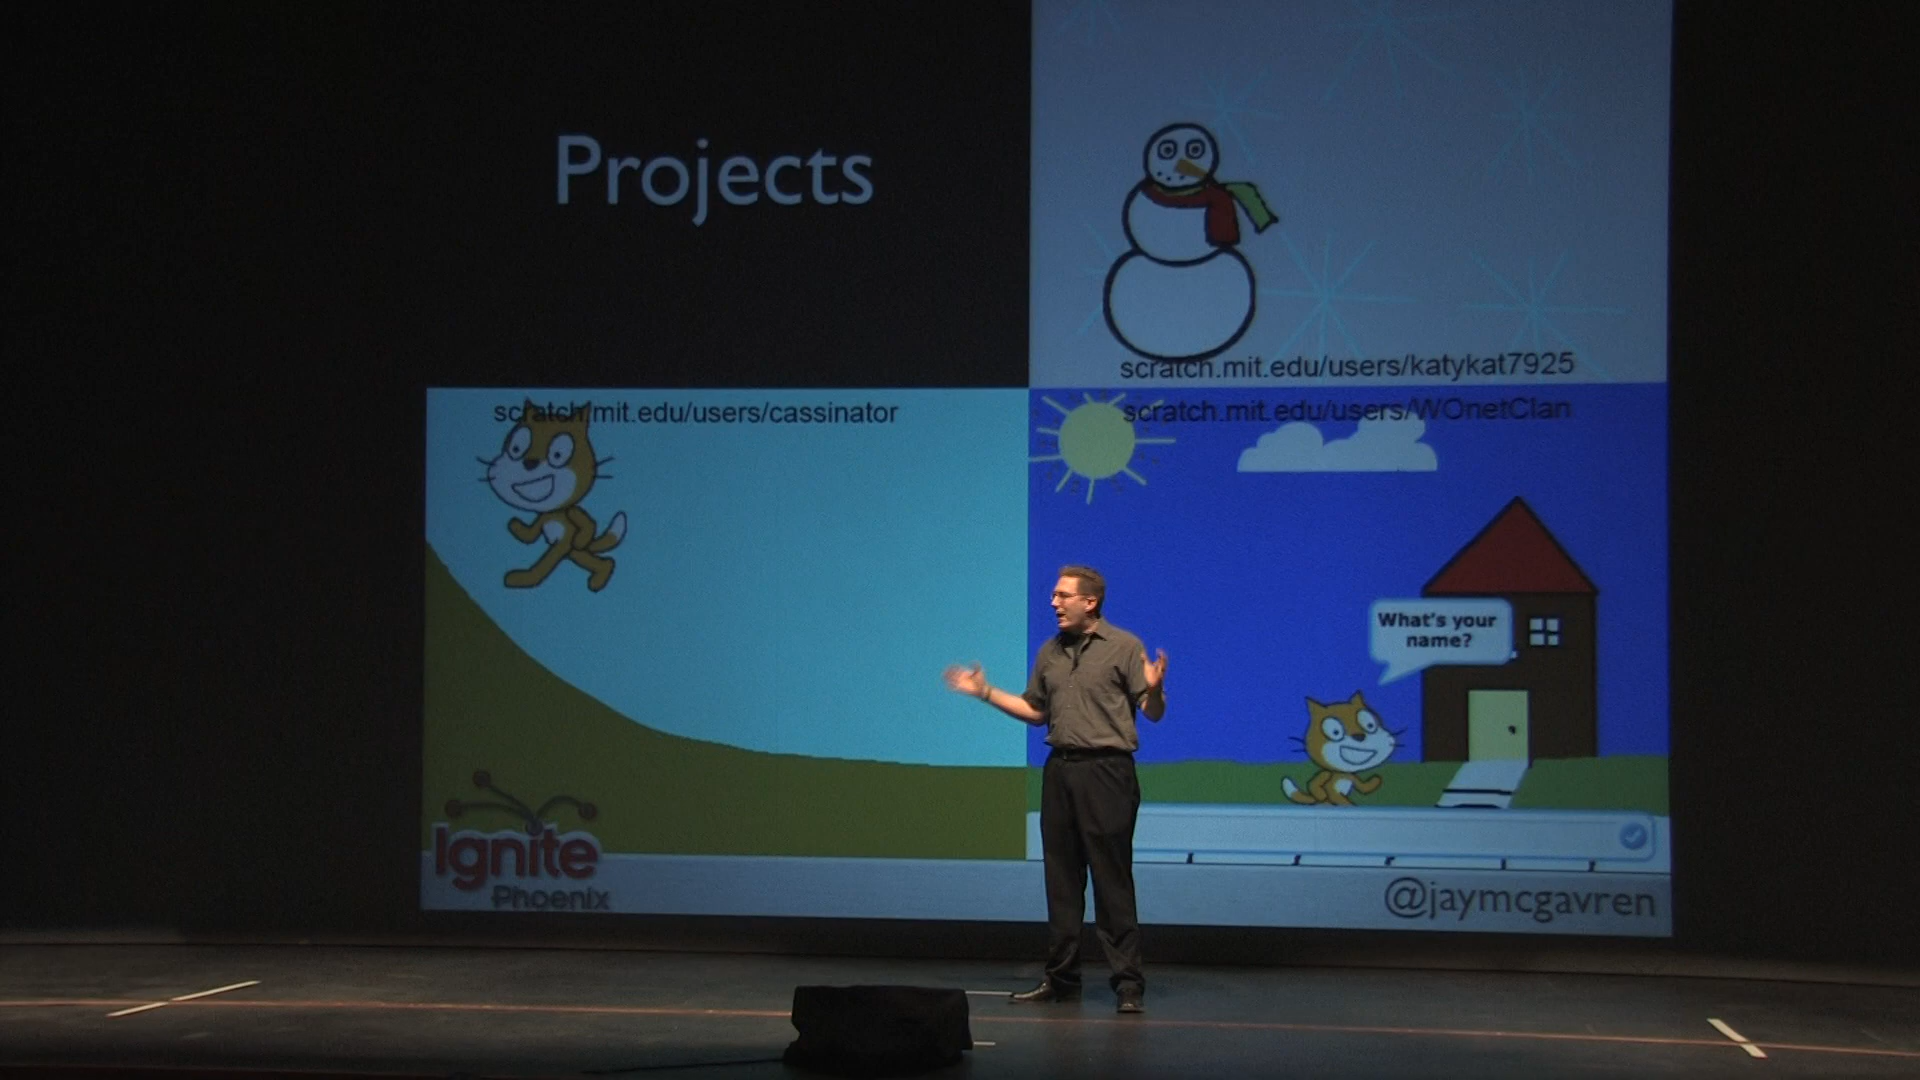 Projects
scratch.mit.edu/users/katykat7925
scratch.mit.edu/users/cassinator
scratch.mit.edu/users/WOnetClan
What's your
name?
Ignite
Phoenix
@jaymcgavren